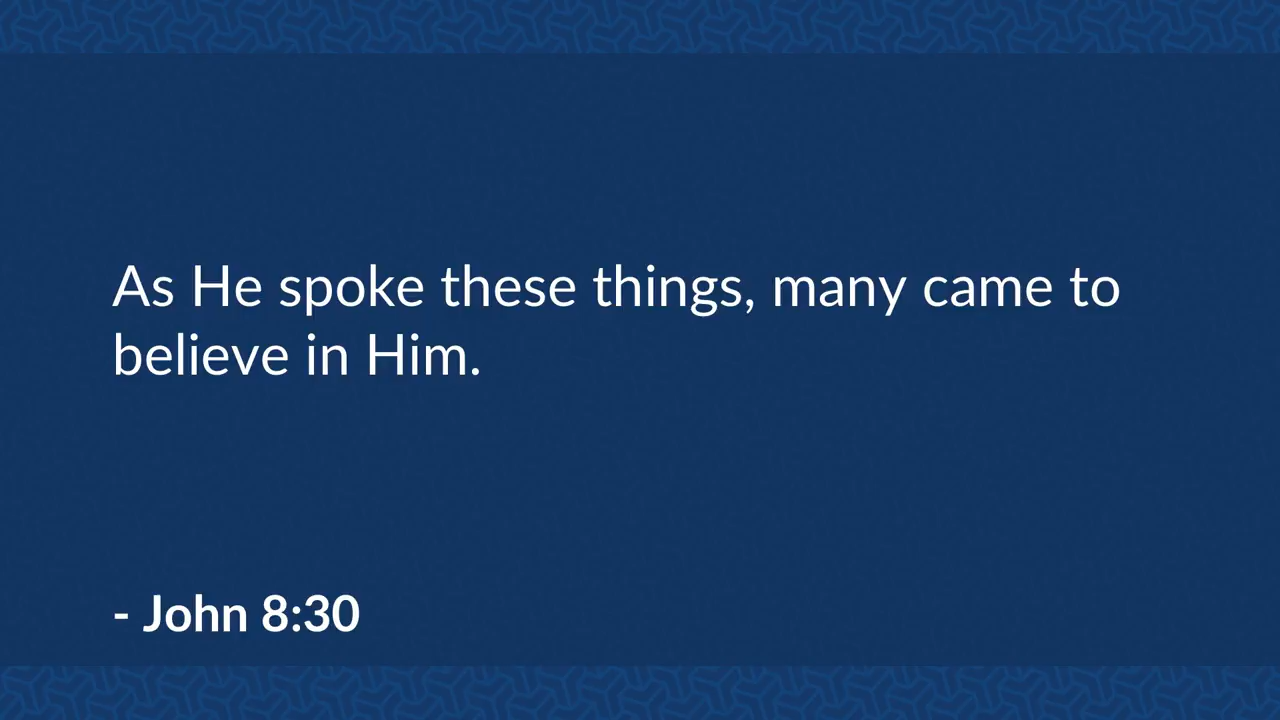 As He spoke these things, many came to
believe in Him.
- John 8:30